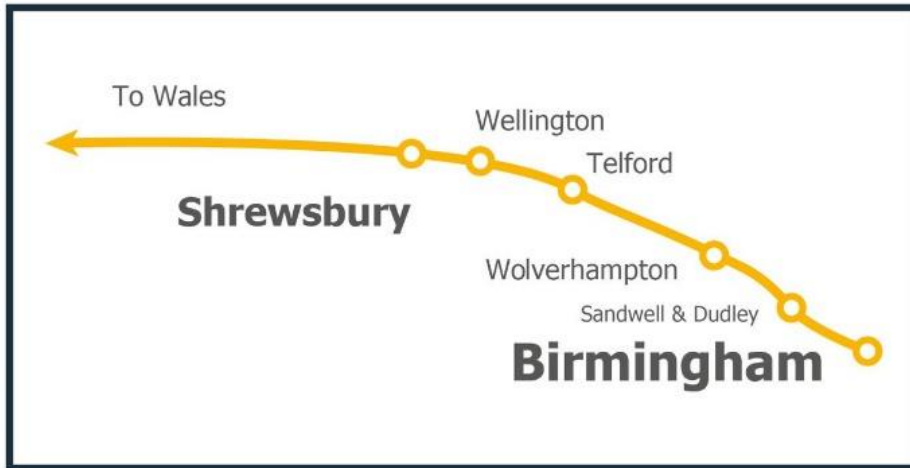 To Wales
Wellington
Telford
Shrewsbury
Wolverhampton
Sandwell & Dudley
Birmingham